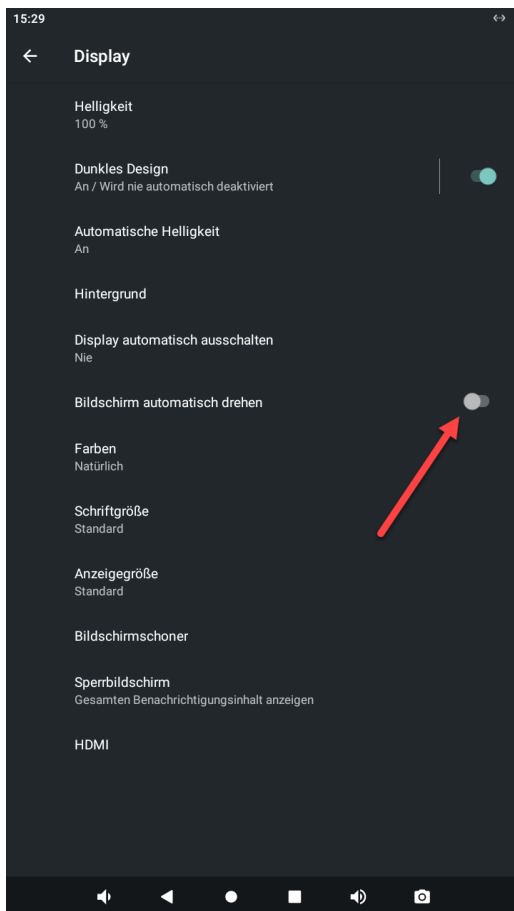 15:29
Display
Helligkeit
100 %
Dunkles Design
An / Wird nie automatisch deaktiviert
Automatische Helligkeit
An
Hintergrund
Display automatisch ausschalten
Nie
Bildschirm automatisch drehen
Farben
Natürlich
Schriftgröße
Standard
Anzeigegröße
Standard
Bildschirmschoner
Sperrbildschirm
Gesamten Benachrichtigungsinhalt anzeigen
HDMI